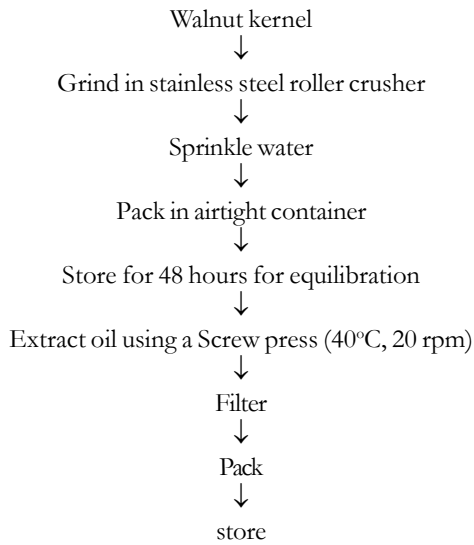 Walnut kernel
↓
Grind in stainless steel roller crusher
↓
Sprinkle water
↓
Pack in airtight container
↓
Store for 48 hours for equilibration
↓
Extract oil using a Screw press (40°C, 20 rpm)
↓
Filter
↓
Pack
↓
store